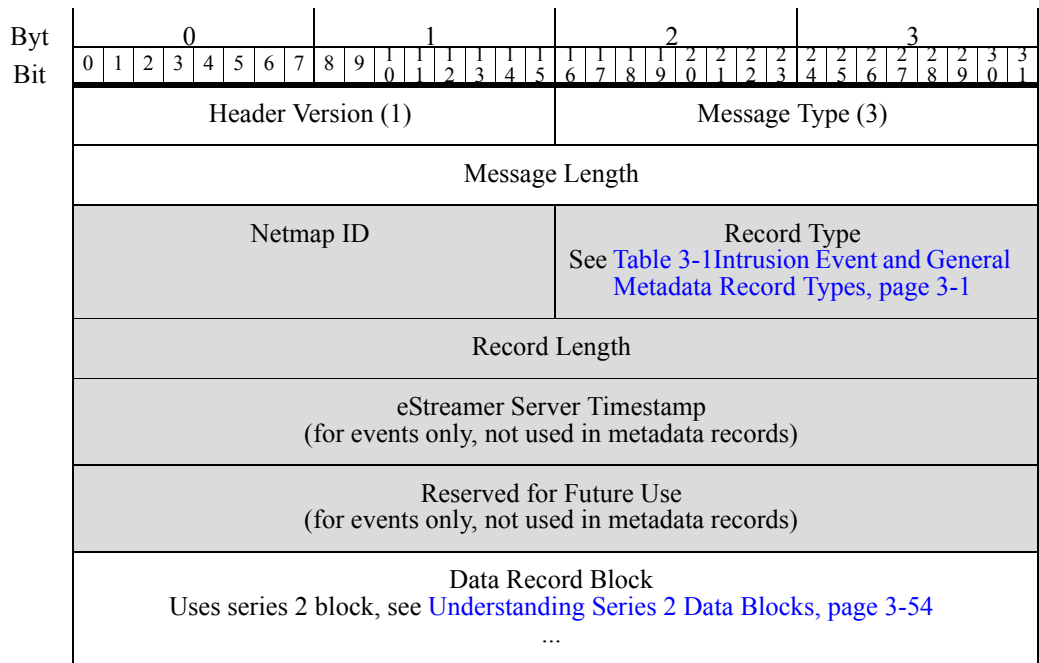 Byt 0 1 2 3
Bit 0 1 2 3 4 5 6 7 8 9 10 11 12 13 14 15 16 17 18 19 20 21 22 23 24 25 26 27 28 29 30 31
Header Version (1) Message Type (3)
Message Length
Netmap ID Record Type
See Table 3-1Intrusion Event and General
Metadata Record Types, page 3-1
Record Length
eStreamer Server Timestamp
(for events only, not used in metadata records)
Reserved for Future Use
(for events only, not used in metadata records)
Data Record Block
Uses series 2 block, see Understanding Series 2 Data Blocks, page 3-54
...